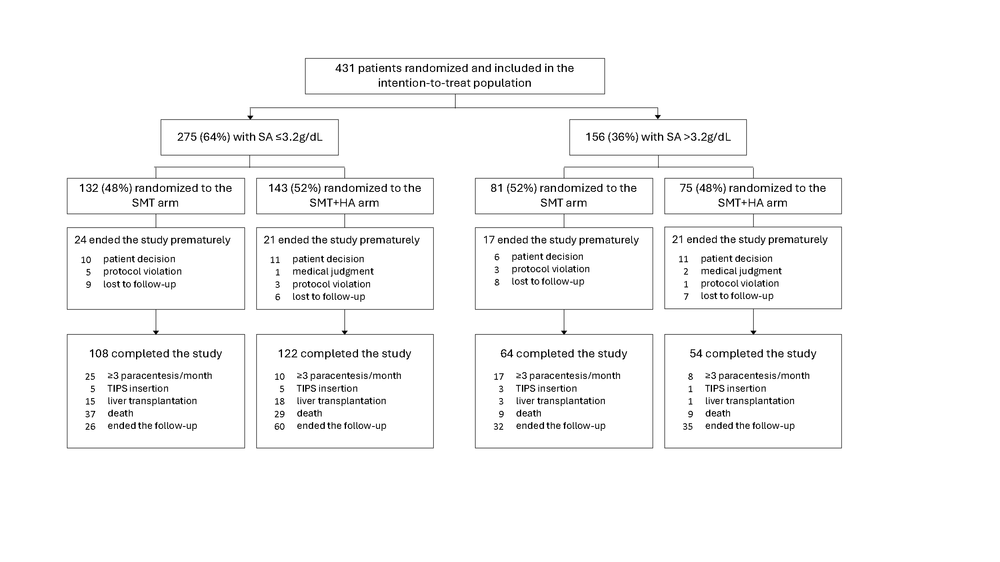 431 patients randomized and included in the
intention-to-treat population
275 (64%) with SA ≤3.2g/dL
156 (36%) with SA >3.2g/dL
132 (48%) randomized to the
SMT arm
143 (52%) randomized to the
SMT+HA arm
81 (52%) randomized to the
SMT arm
75 (48%) randomized to the
SMT+HA arm
24 ended the study prematurely
10 patient decision
5 protocol violation
9 lost to follow-up
21 ended the study prematurely
11 patient decision
1 medical judgment
3 protocol violation
6 lost to follow-up
17 ended the study prematurely
6 patient decision
3 protocol violation
8 lost to follow-up
21 ended the study prematurely
11 patient decision
2 medical judgment
1 protocol violation
7 lost to follow-up
108 completed the study
25 ≥3 paracentesis/month
5 TIPS insertion
15 liver transplantation
37 death
26 ended the follow-up
122 completed the study
10 ≥3 paracentesis/month
5 TIPS insertion
18 liver transplantation
29 death
60 ended the follow-up
64 completed the study
17 ≥3 paracentesis/month
3 TIPS insertion
3 liver transplantation
9 death
32 ended the follow-up
54 completed the study
8 ≥3 paracentesis/month
1 TIPS insertion
1 liver transplantation
9 death
35 ended the follow-up